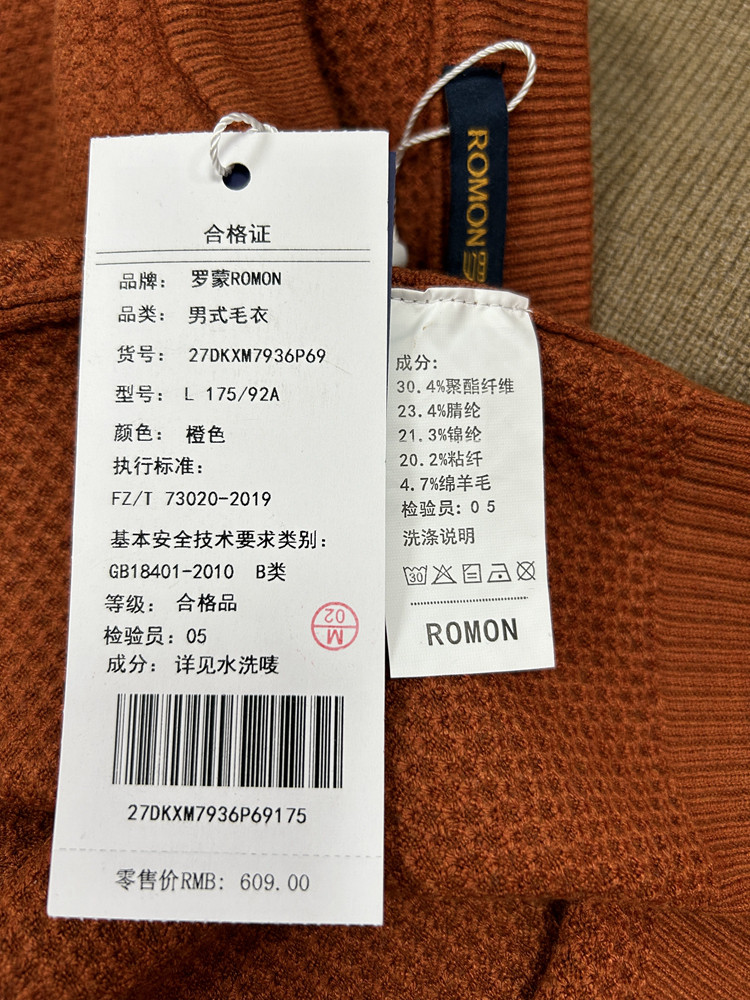 合格证
品牌： 罗蒙ROMON
品类： 男式毛衣
货号： 27DKXM7936P69
型号： L 175/92A
颜色： 橙色
执行标准：
FZ/T 73020-2019
基本安全技术要求类别：
GB18401-2010 B类
等级： 合格品
检验员：05
成分： 详见水洗唛
M
02
27DKXM7936P69175
零售价RMB: 609.00
ROMON
成分:
30.4%聚酯纤维
23.4%腈纶
21.3%锦纶
20.2%粘纤
4.7%绵羊毛
检验员:05
洗涤说明
30
ROMON